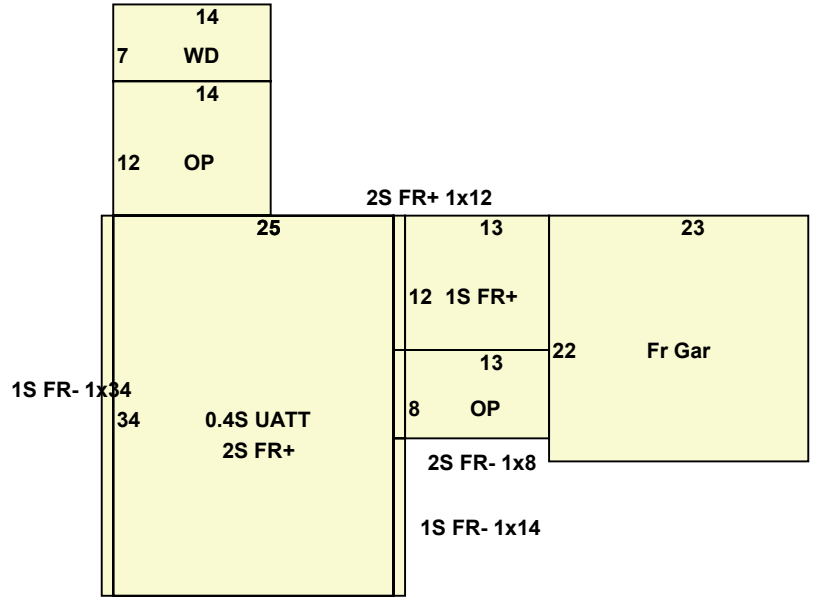 14
7 WD
14
12 OP
2S FR+ 1x12
25 13 23
12 1S FR+
13 22 Fr Gar
1S FR- 1x34
34 0.4S UATT 8 OP
2S FR+
2S FR- 1x8
1S FR- 1x14